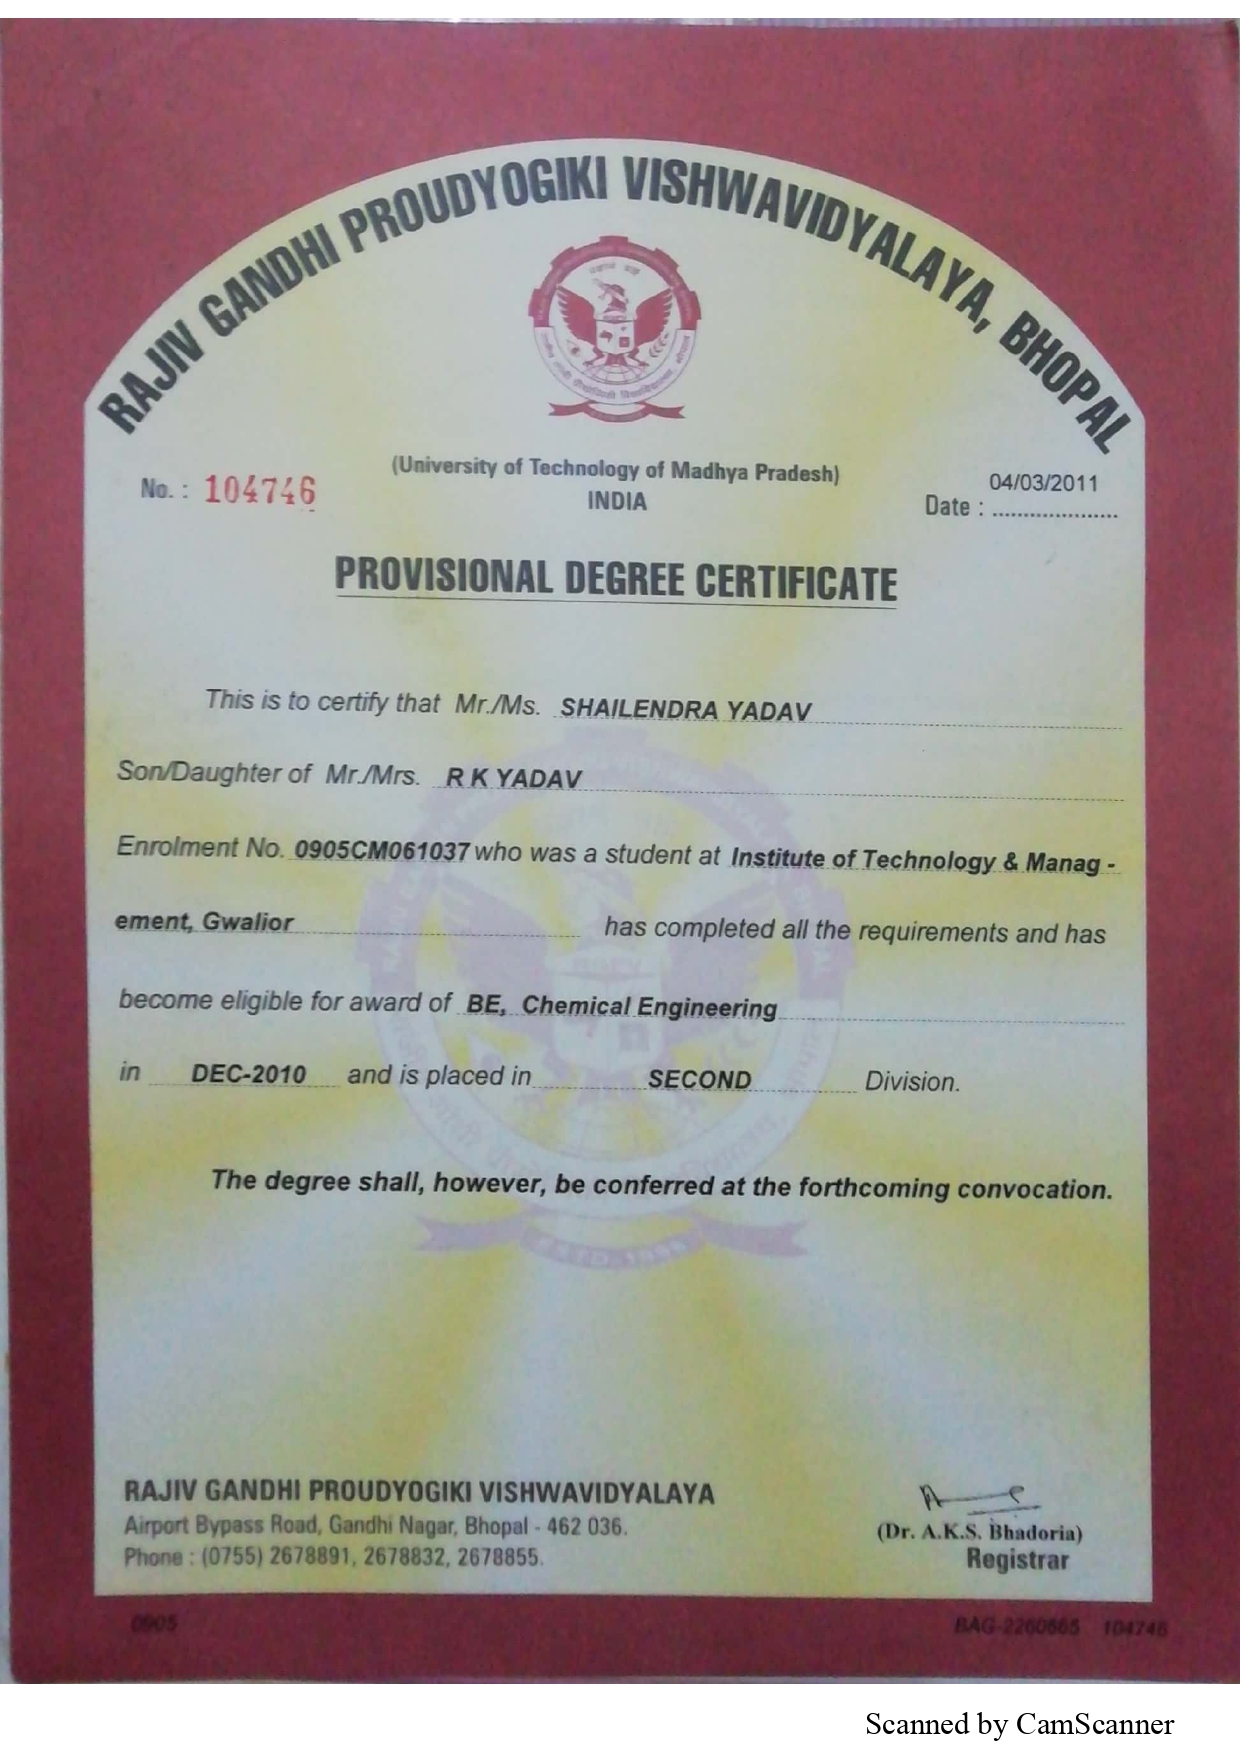 RAJIV GANDHI PROUDYOGIKI VISHWAVIDYALAYA, BHOPAL
(University of Technology of Madhya Pradesh)
INDIA
No. : 104746
04/03/2011
Date : ....................
PROVISIONAL DEGREE CERTIFICATE
This is to certify that Mr./Ms. SHAILENDRA YADAV
Son/Daughter of Mr./Mrs. R K YADAV
Enrolment No. 0905CM061037 who was a student at Institute of Technology & Manag -
ement, Gwalior has completed all the requirements and has
become eligible for award of BE, Chemical Engineering
in DEC-2010 and is placed in SECOND Division.
The degree shall, however, be conferred at the forthcoming convocation.
RAJIV GANDHI PROUDYOGIKI VISHWAVIDYALAYA
Airport Bypass Road, Gandhi Nagar, Bhopal - 462 036.
Phone : (0755) 2678891, 2678832, 2678855.
(Dr. A.K.S. Bhadoria)
Registrar
0905
BAG-2260665 104746
Scanned by CamScanner